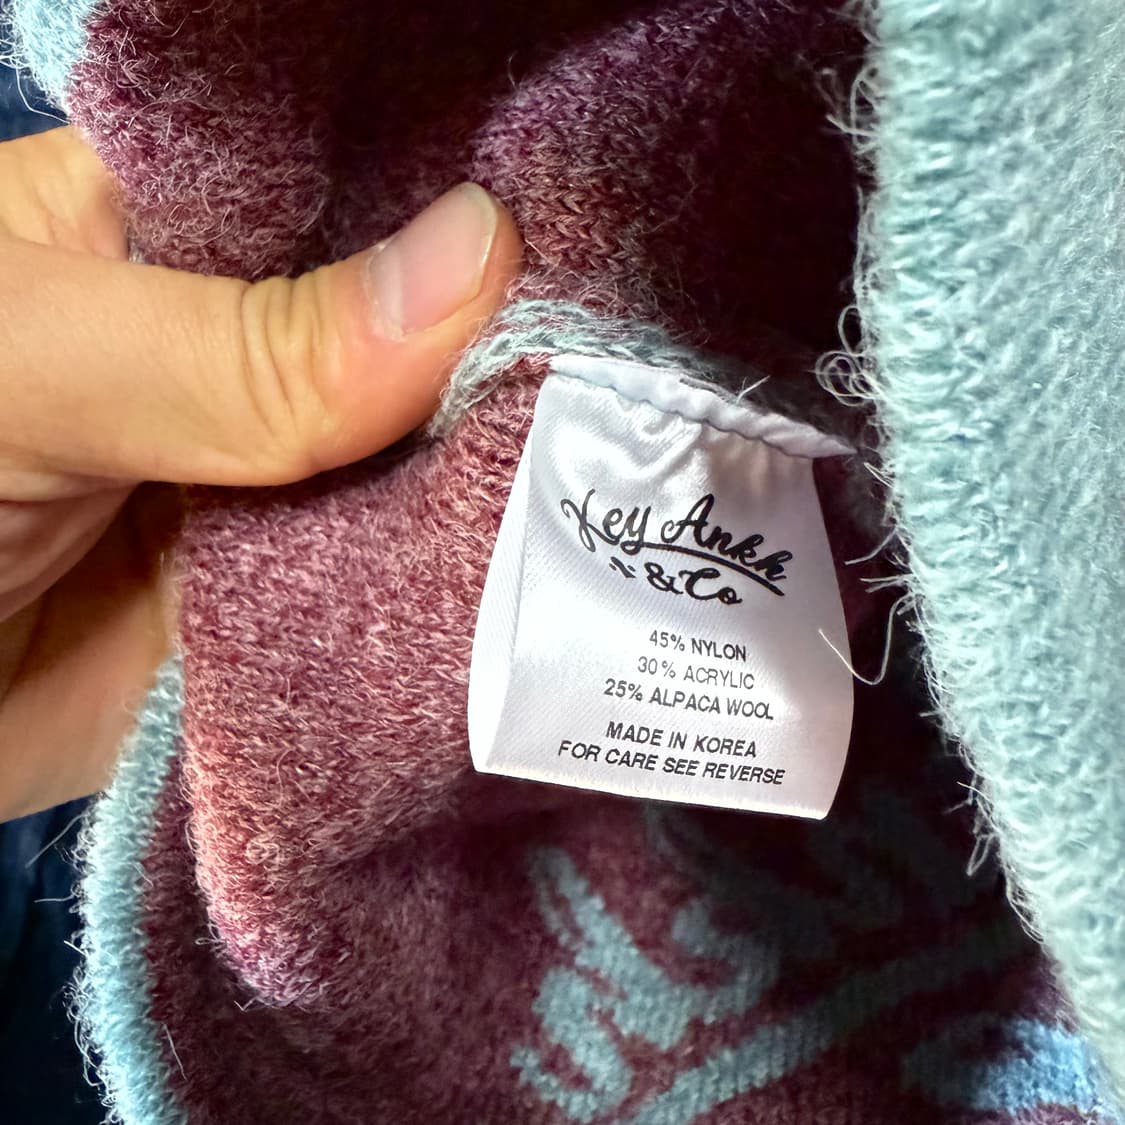 Key Ankh
& Co
45% NYLON
30% ACRYLIC
25% ALPACA WOOL
MADE IN KOREA
FOR CARE SEE REVERSE